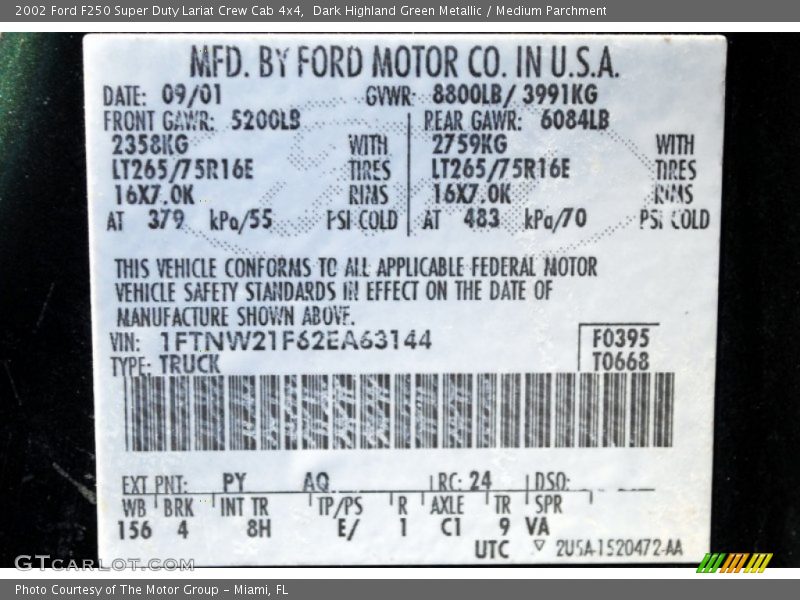 2002 Ford F250 Super Duty Lariat Crew Cab 4x4, Dark Highland Green Metallic / Medium Parchment
MFD. BY FORD MOTOR CO. IN U.S.A.
DATE: 09/01 GVWR: 8800LB/ 3991KG
FRONT GAWR: 5200LB REAR GAWR: 6084LB
2358KG WITH 2759KG WITH
LT265/75R16E TIRES LT265/75R16E TIRES
16X7.0K RIMS 16X7.0K RIMS
AT 379 kPa/55 PSI COLD AT 483 kPa/70 PSI COLD
THIS VEHICLE CONFORMS TO ALL APPLICABLE FEDERAL MOTOR
VEHICLE SAFETY STANDARDS IN EFFECT ON THE DATE OF
MANUFACTURE SHOWN ABOVE.
VIN: 1FTNW21F62EA63144 F0395
TYPE: TRUCK T0668
EXT PNT: PY AQ RC: 24 DSO:
WB BRK INT TR TP/PS R AXLE TR SPR
156 4 8H E/ 1 C1 9 VA
UTC ▽ 2U5A-1520472-AA
GTCarLot.com
Photo Courtesy of The Motor Group - Miami, FL